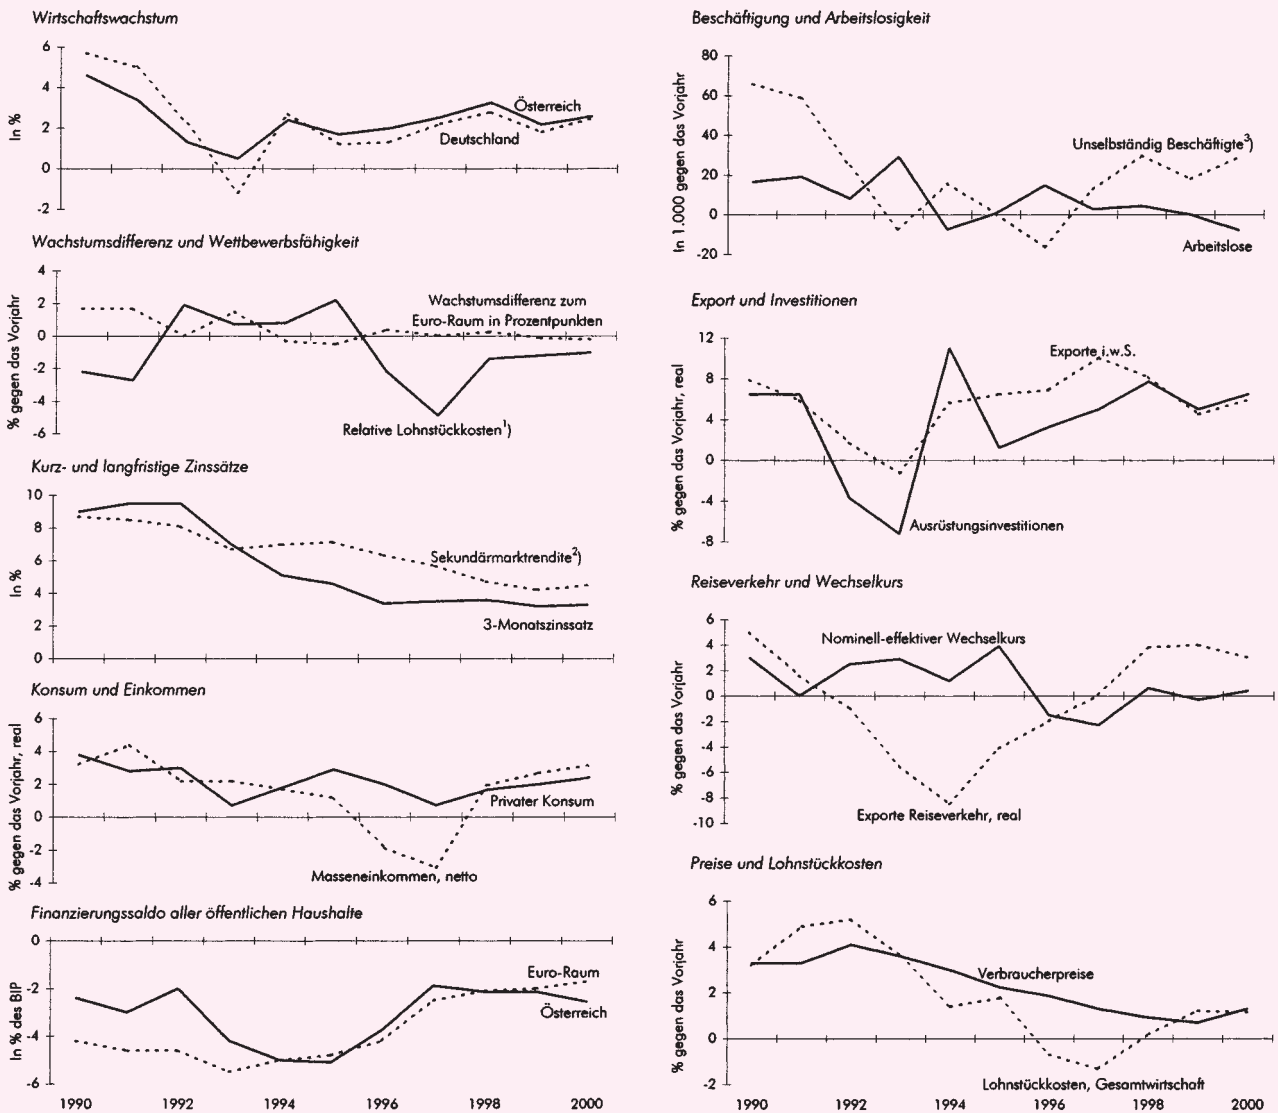 Wirtschaftswachstum
6
4
2
0
-2
In %
Österreich
Deutschland
Wachstumsdifferenz und Wettbewerbsfähigkeit
4
2
0
-2
-4
-6
% gegen das Vorjahr
Wachstumsdifferenz zum
Euro-Raum in Prozentpunkten
Relative Lohnstückkosten¹)
Kurz- und langfristige Zinssätze
10
8
6
4
2
0
In %
Sekundärmarktrendite²)
3-Monatszinssatz
Konsum und Einkommen
6
4
2
0
-2
-4
% gegen das Vorjahr, real
Privater Konsum
Masseneinkommen, netto
Finanzierungssaldo aller öffentlichen Haushalte
0
-2
-4
-6
In % des BIP
Euro-Raum
Österreich
1990 1992 1994 1996 1998 2000
Beschäftigung und Arbeitslosigkeit
80
60
40
20
0
-20
In 1.000 gegen das Vorjahr
Unselbständig Beschäftigte³)
Arbeitslose
Export und Investitionen
12
8
4
0
-4
-8
% gegen das Vorjahr, real
Exporte i.w.S.
Ausrüstungsinvestitionen
Reiseverkehr und Wechselkurs
6
4
2
0
-2
-4
-6
-8
-10
% gegen das Vorjahr
Nominell-effektiver Wechselkurs
Exporte Reiseverkehr, real
Preise und Lohnstückkosten
6
4
2
0
-2
% gegen das Vorjahr
Verbraucherpreise
Lohnstückkosten, Gesamtwirtschaft
1990 1992 1994 1996 1998 2000